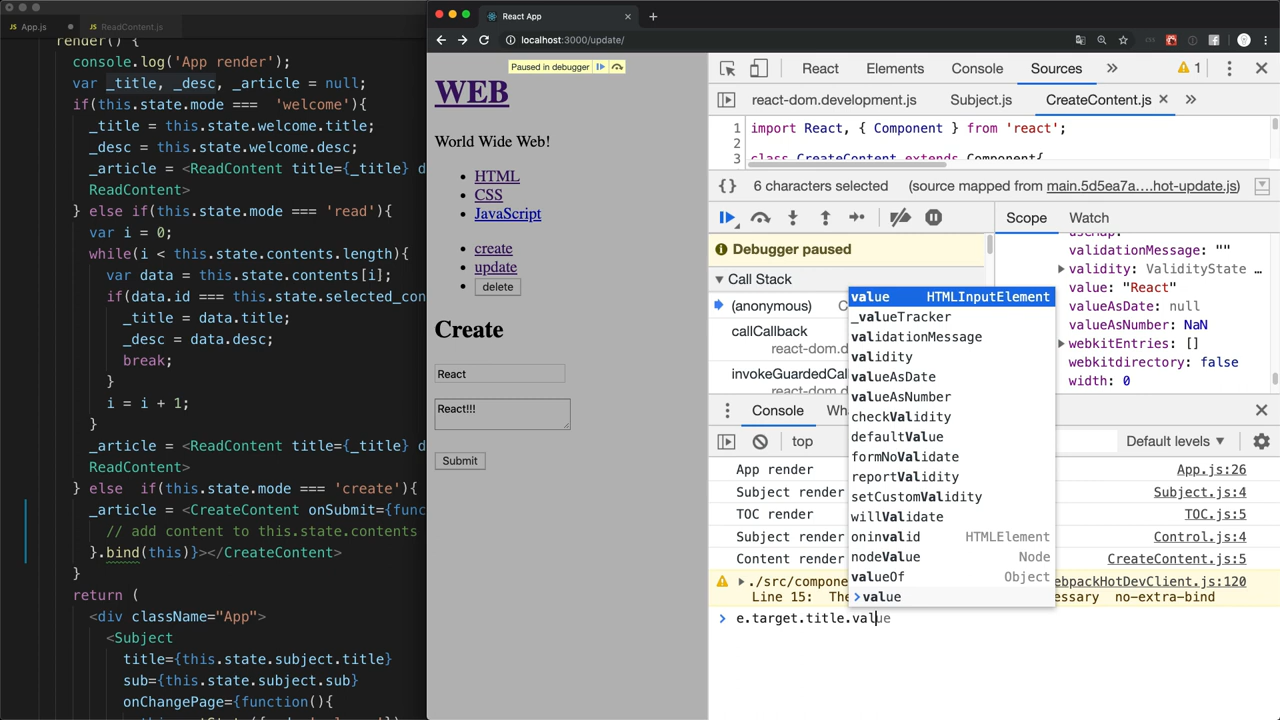 App.js
ReadContent.js
render() {
console.log('App render');
var _title, _desc, _article = null;
if(this.state.mode === 'welcome'){
_title = this.state.welcome.title;
_desc = this.state.welcome.desc;
_article = <ReadContent title={_title} d
ReadContent>
} else if(this.state.mode === 'read'){
var i = 0;
while(i < this.state.contents.length){
var data = this.state.contents[i];
if(data.id === this.state.selected_con
_title = data.title;
_desc = data.desc;
break;
}
i = i + 1;
}
_article = <ReadContent title={_title} d
ReadContent>
} else  if(this.state.mode === 'create'){
_article = <CreateContent onSubmit={func
// add content to this.state.contents
}.bind(this)}></CreateContent>
}
return (
<div className="App">
<Subject
title={this.state.subject.title}
sub={this.state.subject.sub}
onChangePage={function(){
React App
localhost:3000/update/
Paused in debugger
WEB
World Wide Web!
HTML
CSS
JavaScript
create
update
delete
Create
React
React!!!
Submit
React Elements Console Sources » 1
react-dom.development.js Subject.js CreateContent.js »
1 import React, { Component } from 'react';
2
3 class CreateContent extends Component{
{} 6 characters selected (source mapped from main.5d5ea7a....hot-update.js)
Scope Watch
Debugger paused
Call Stack
(anonymous)
callCallback
react-dom.
invokeGuardedCal
react-dom.
useMap:
validationMessage: ""
validity: ValidityState …
value: "React"
valueAsDate: null
valueAsNumber: NaN
webkitEntries: []
webkitdirectory: false
width: 0
value HTMLInputElement
_valueTracker
validationMessage
validity
valueAsDate
valueAsNumber
checkValidity
defaultValue
formNoValidate
reportValidity
setCustomValidity
willValidate
oninvalid HTMLElement
nodeValue Node
valueOf Object
value
Console Wh
top Default levels
App render App.js:26
Subject render Subject.js:4
TOC render TOC.js:5
Subject render Control.js:4
Content render CreateContent.js:5
./src/compone ebpackHotDevClient.js:120
Line 15: The essary no-extra-bind
e.target.title.value